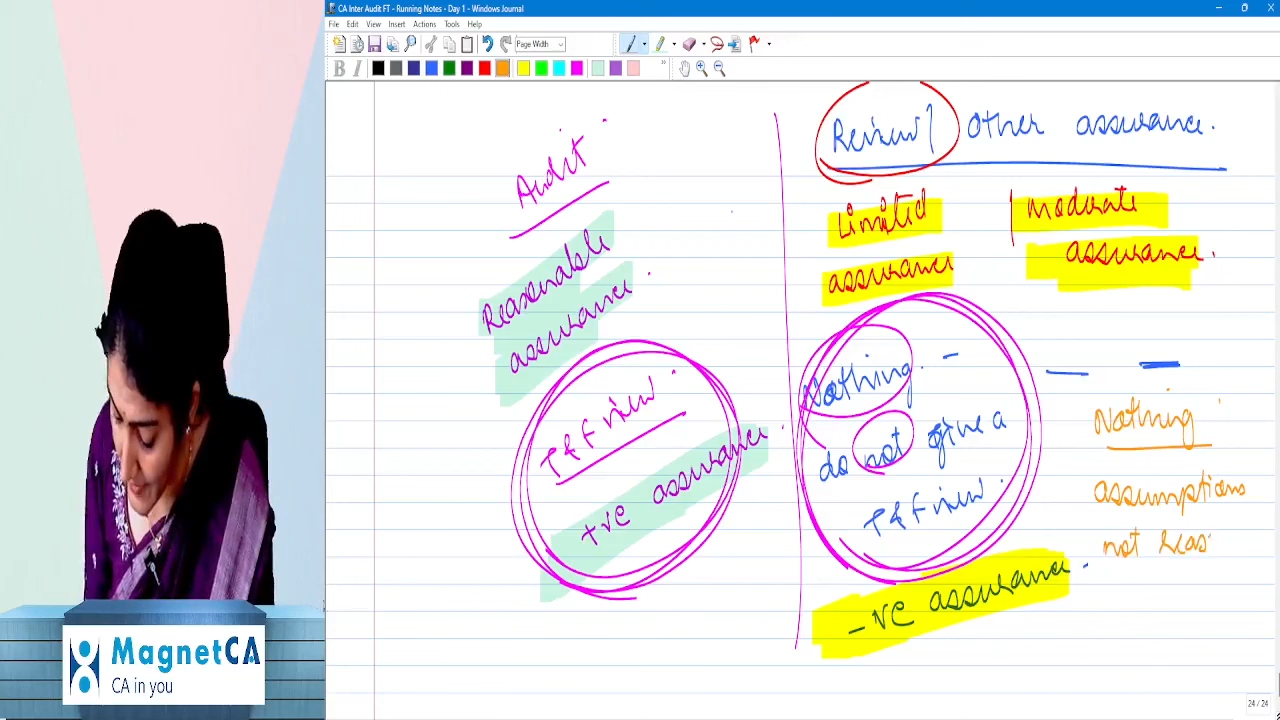 CA Inter Audit FT - Running Notes - Day 1 - Windows Journal
File Edit View Insert Actions Tools Help
Page Width
B I
Audit
Reasonable
assurance.
T & F view.
+ve assurance.
Review / Other assurance.
Limited
assurance
| moderate
assurance.
Nothing -
do not give a
T & F view.
-ve assurance.
Nothing
assumptions
not reas
MagnetCA
CA in you
24 / 24